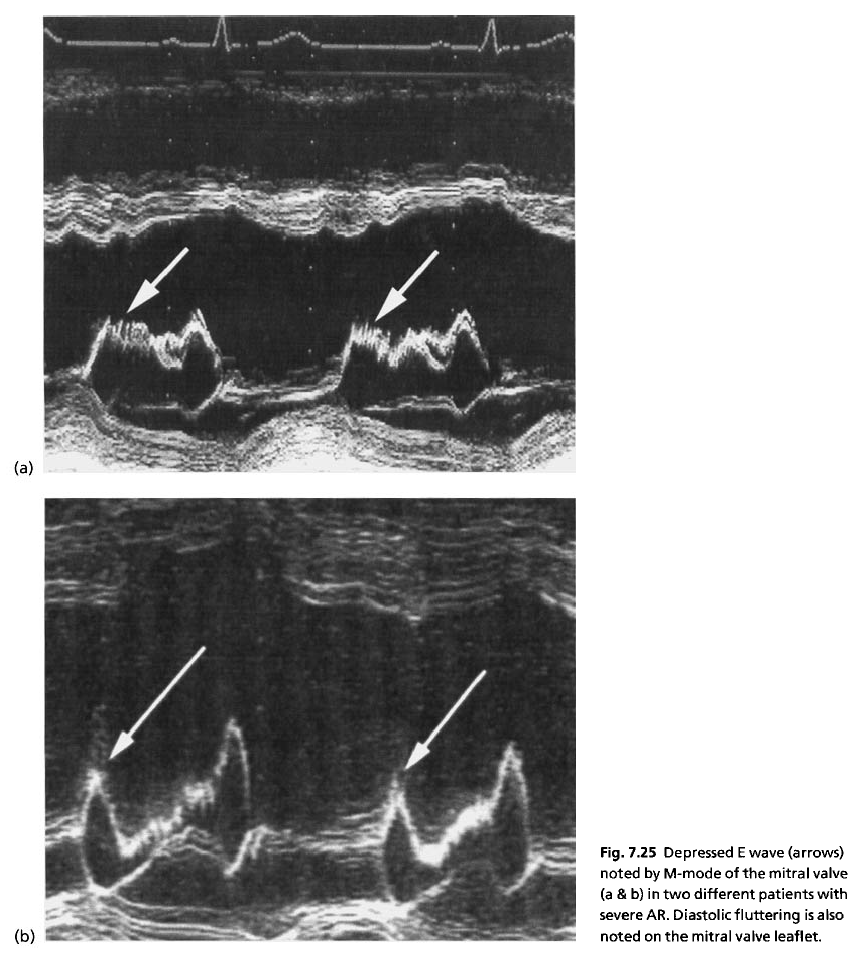 (a)
(b)
Fig. 7.25 Depressed E wave (arrows)
noted by M-mode of the mitral valve
(a & b) in two different patients with
severe AR. Diastolic fluttering is also
noted on the mitral valve leaflet.